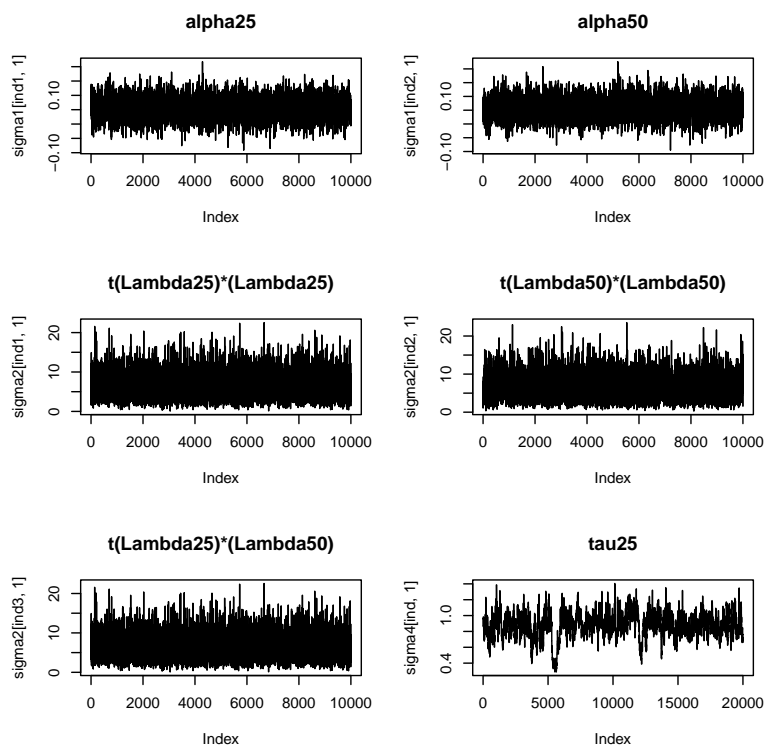 alpha25
sigma1[ind1, 1]
−0.10 0.10
0 2000 4000 6000 8000 10000
Index
alpha50
sigma1[ind2, 1]
−0.10 0.10
0 2000 4000 6000 8000 10000
Index
t(Lambda25)*(Lambda25)
sigma2[ind1, 1]
0 10 20
0 2000 4000 6000 8000 10000
Index
t(Lambda50)*(Lambda50)
sigma2[ind2, 1]
0 10 20
0 2000 4000 6000 8000 10000
Index
t(Lambda25)*(Lambda50)
sigma2[ind3, 1]
0 10 20
0 2000 4000 6000 8000 10000
Index
tau25
sigma4[ind, 1]
0.4 1.0
0 5000 10000 15000 20000
Index